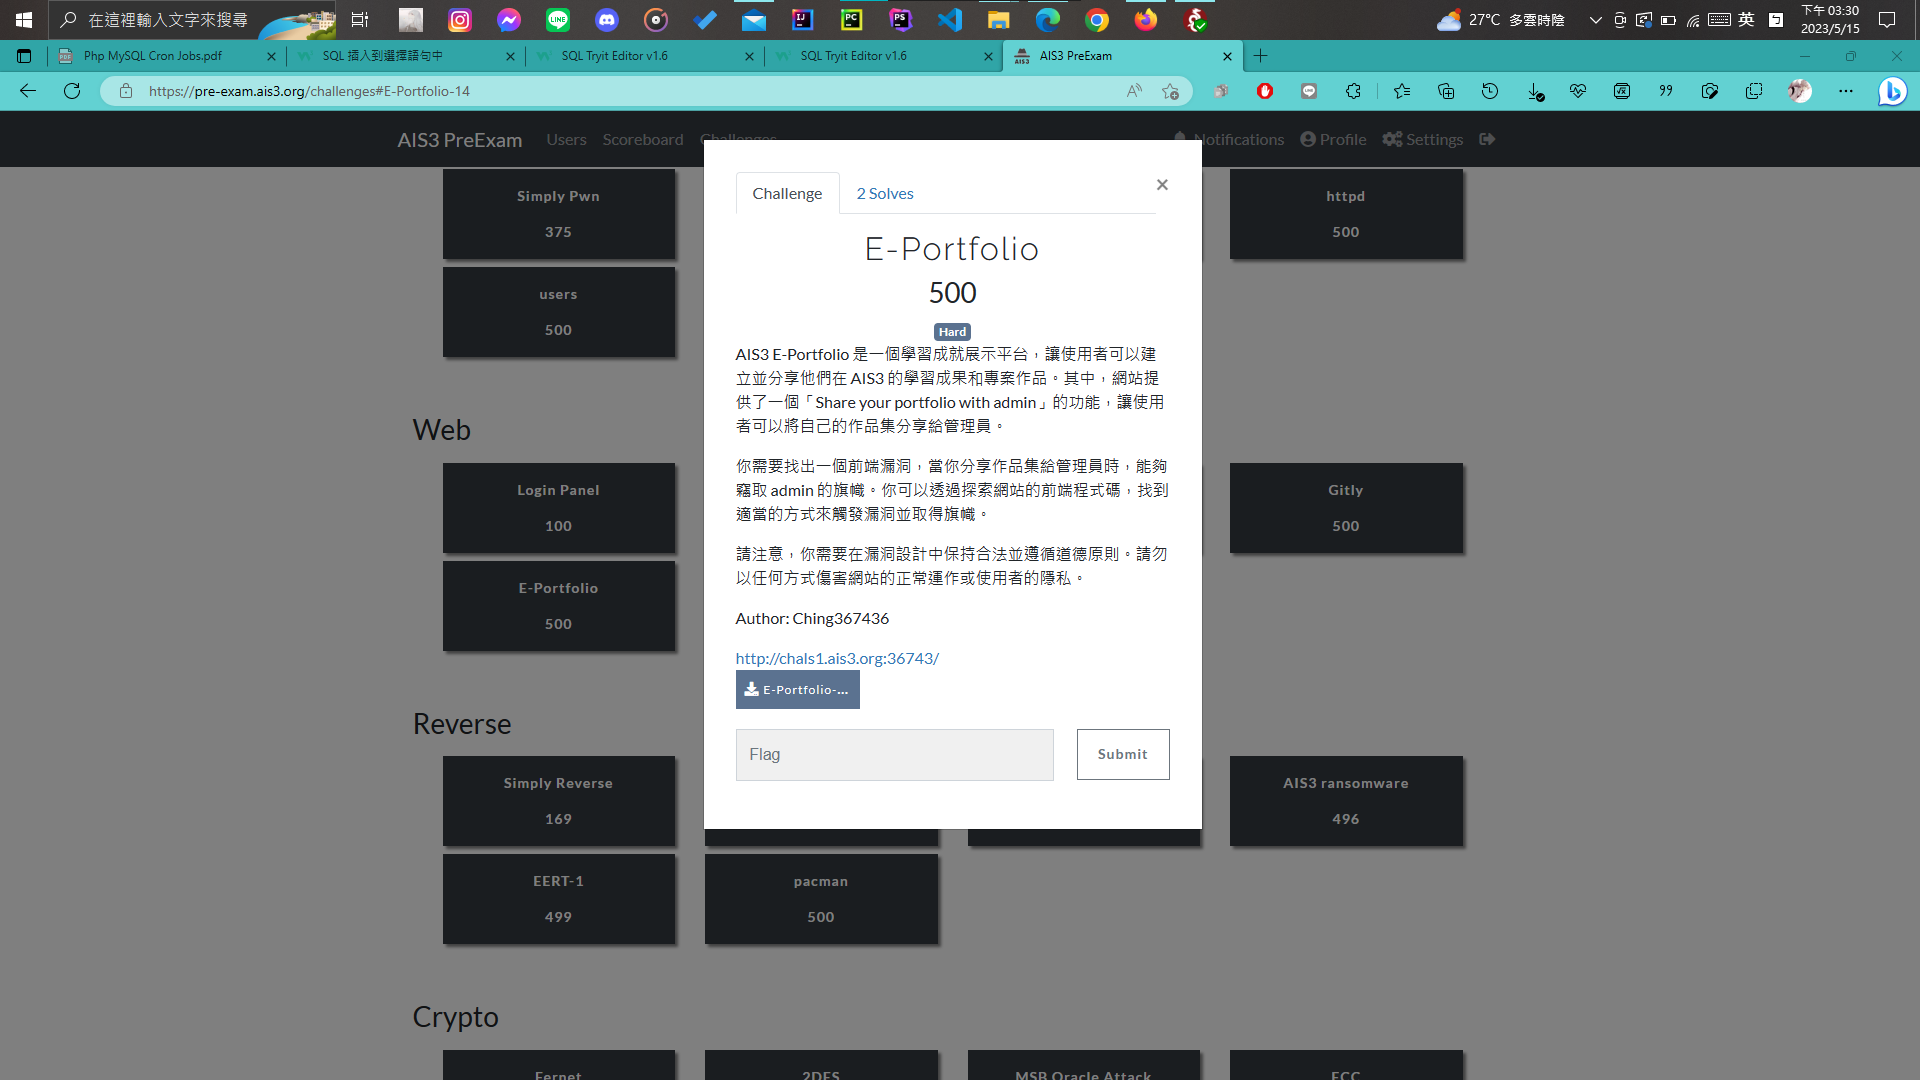 在這裡輸入文字來搜尋
27°C 多雲時陰
英
下午 03:30
2023/5/15
Php MySQL Cron Jobs.pdf
SQL 插入到選擇語句中
SQL Tryit Editor v1.6
SQL Tryit Editor v1.6
AIS3 PreExam
https://pre-exam.ais3.org/challenges#E-Portfolio-14
AIS3 PreExam
Users
Scoreboard
Challenges
Notifications
Profile
Settings
Simply Pwn
375
httpd
500
users
500
Web
Login Panel
100
Gitly
500
E-Portfolio
500
Reverse
Simply Reverse
169
AIS3 ransomware
496
EERT-1
499
pacman
500
Crypto
Fernet
2DES
MSB Oracle Attack
ECC
Challenge
2 Solves
×
E-Portfolio
500
Hard
AIS3 E-Portfolio 是一個學習成就展示平台，讓使用者可以建
立並分享他們在 AIS3 的學習成果和專案作品。其中，網站提
供了一個「Share your portfolio with admin」的功能，讓使用
者可以將自己的作品集分享給管理員。
你需要找出一個前端漏洞，當你分享作品集給管理員時，能夠
竊取 admin 的旗幟。你可以透過探索網站的前端程式碼，找到
適當的方式來觸發漏洞並取得旗幟。
請注意，你需要在漏洞設計中保持合法並遵循道德原則。請勿
以任何方式傷害網站的正常運作或使用者的隱私。
Author: Ching367436
http://chals1.ais3.org:36743/
E-Portfolio-...
Flag
Submit